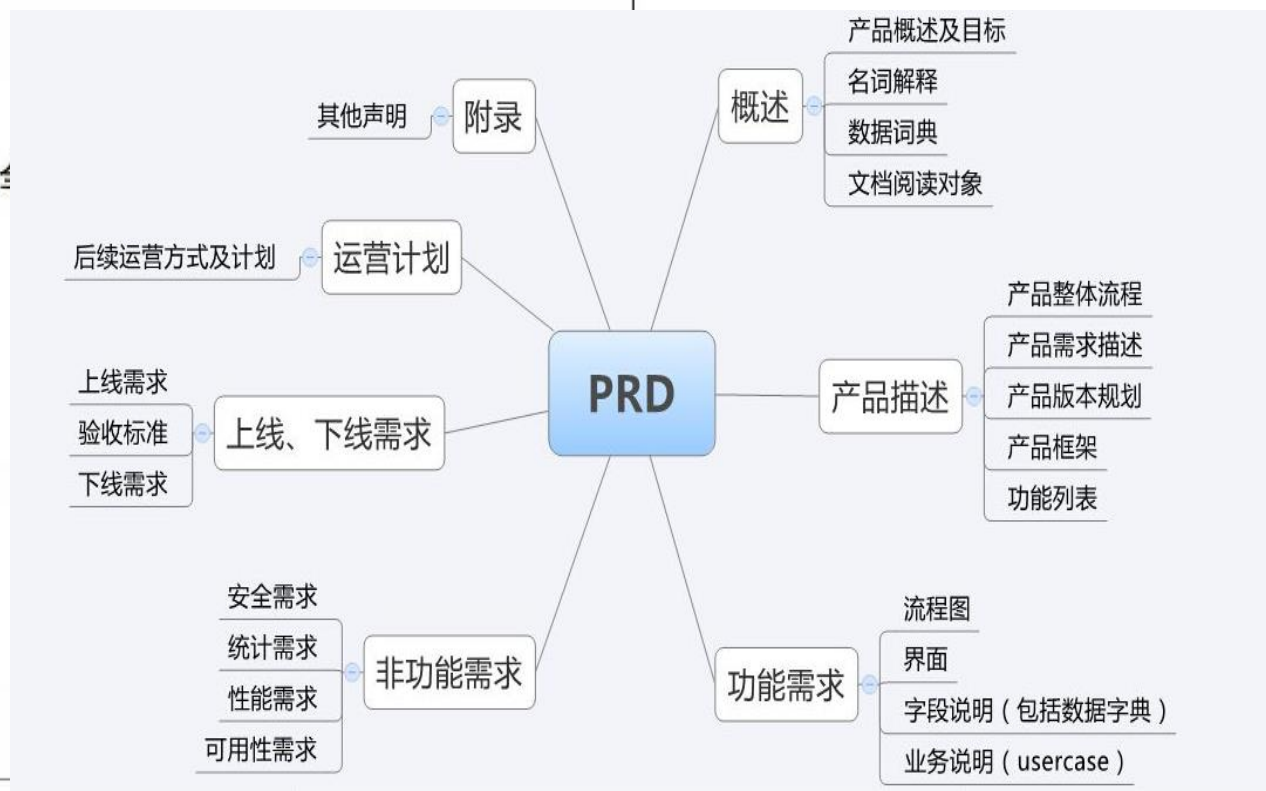 PRD
概述
产品概述及目标
名词解释
数据词典
文档阅读对象
产品描述
产品整体流程
产品需求描述
产品版本规划
产品框架
功能列表
功能需求
流程图
界面
字段说明（包括数据字典）
业务说明（usercase）
非功能需求
安全需求
统计需求
性能需求
可用性需求
上线、下线需求
上线需求
验收标准
下线需求
运营计划
后续运营方式及计划
附录
其他声明